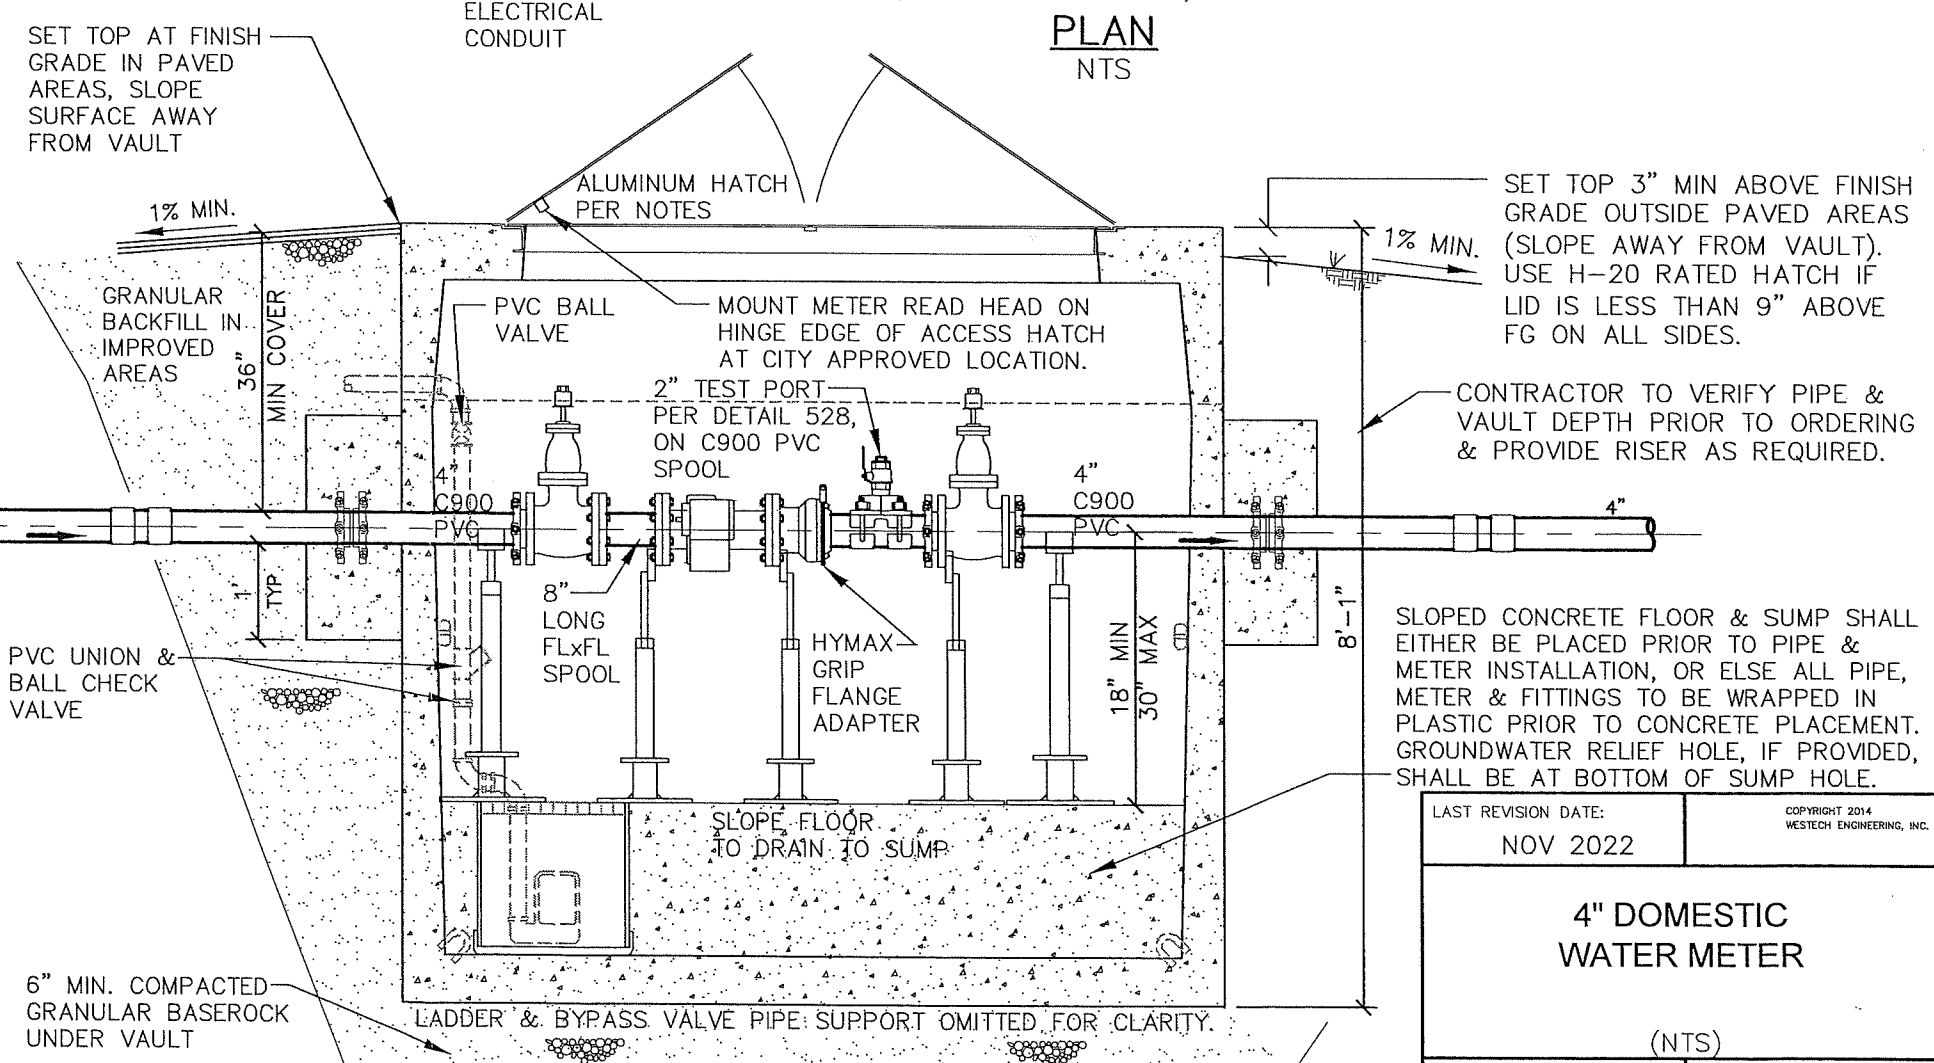 ELECTRICAL
CONDUIT
PLAN
NTS
SET TOP AT FINISH
GRADE IN PAVED
AREAS, SLOPE
SURFACE AWAY
FROM VAULT
1% MIN.
ALUMINUM HATCH
PER NOTES
SET TOP 3" MIN ABOVE FINISH
GRADE OUTSIDE PAVED AREAS
(SLOPE AWAY FROM VAULT).
USE H-20 RATED HATCH IF
LID IS LESS THAN 9" ABOVE
FG ON ALL SIDES.
1% MIN.
GRANULAR
BACKFILL IN
IMPROVED
AREAS
36"
MIN COVER
PVC BALL
VALVE
MOUNT METER READ HEAD ON
HINGE EDGE OF ACCESS HATCH
AT CITY APPROVED LOCATION.
2" TEST PORT
PER DETAIL 528,
ON C900 PVC
SPOOL
CONTRACTOR TO VERIFY PIPE &
VAULT DEPTH PRIOR TO ORDERING
& PROVIDE RISER AS REQUIRED.
4"
C900
PVC
4"
C900
PVC
4"
1'
TYP
8"
LONG
FLxFL
SPOOL
HYMAX
GRIP
FLANGE
ADAPTER
18" MIN
30" MAX
8'-1"
PVC UNION &
BALL CHECK
VALVE
SLOPED CONCRETE FLOOR & SUMP SHALL
EITHER BE PLACED PRIOR TO PIPE &
METER INSTALLATION, OR ELSE ALL PIPE,
METER & FITTINGS TO BE WRAPPED IN
PLASTIC PRIOR TO CONCRETE PLACEMENT.
GROUNDWATER RELIEF HOLE, IF PROVIDED,
SHALL BE AT BOTTOM OF SUMP HOLE.
SLOPE FLOOR
TO DRAIN TO SUMP
6" MIN. COMPACTED
GRANULAR BASEROCK
UNDER VAULT
LADDER & BYPASS VALVE PIPE SUPPORT OMITTED FOR CLARITY.
LAST REVISION DATE:
NOV 2022
COPYRIGHT 2014
WESTECH ENGINEERING, INC.
4" DOMESTIC
WATER METER
(NTS)